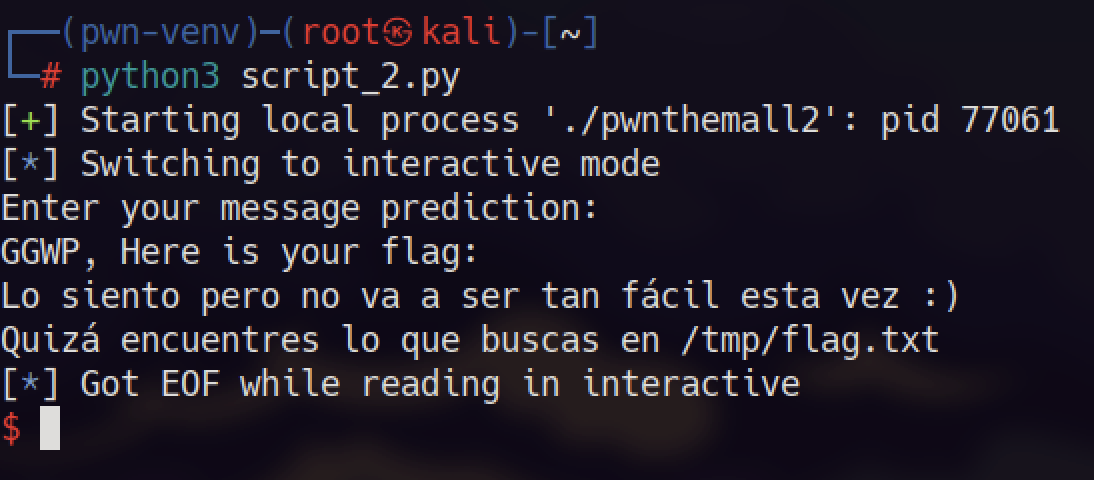 ┌──(pwn-venv)─(root㉿kali)-[~]
└─# python3 script_2.py
[+] Starting local process './pwnthemall2': pid 77061
[*] Switching to interactive mode
Enter your message prediction:
GGWP, Here is your flag:
Lo siento pero no va a ser tan fácil esta vez :)
Quizá encuentres lo que buscas en /tmp/flag.txt
[*] Got EOF while reading in interactive
$